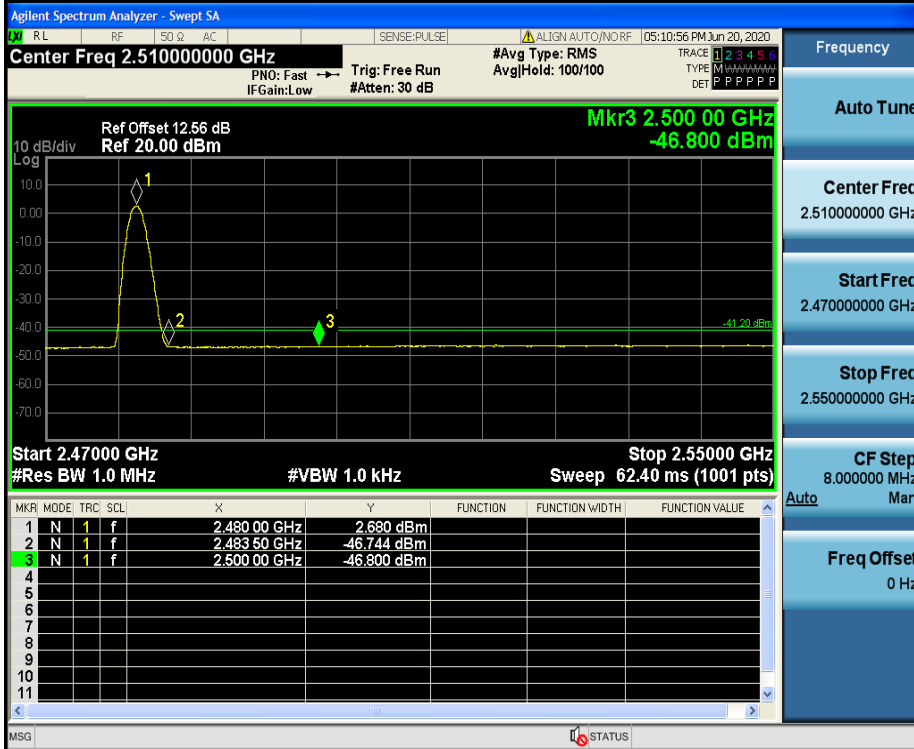 Agilent Spectrum Analyzer - Swept SA
LXI RL RF 50 Ω AC SENSE:PULSE ALIGN AUTO/NO RF 05:10:56 PM Jun 20, 2020
Center Freq 2.510000000 GHz
PNO: Fast
IFGain:Low
Trig: Free Run
#Atten: 30 dB
#Avg Type: RMS
Avg|Hold: 100/100
TRACE 1 2 3 4 5 6
TYPE M WWWWW
DET P P P P P P
Mkr3 2.500 00 GHz
-46.800 dBm
Ref Offset 12.56 dB
10 dB/div Ref 20.00 dBm
Log
10.0
0.00
-10.0
-20.0
-30.0
-40.0
-50.0
-60.0
-70.0
1
2
3
-41.20 dBm
Start 2.47000 GHz Stop 2.55000 GHz
#Res BW 1.0 MHz #VBW 1.0 kHz Sweep 62.40 ms (1001 pts)
MKR MODE TRC SCL X Y FUNCTION FUNCTION WIDTH FUNCTION VALUE
1 N 1 f 2.480 00 GHz 2.680 dBm
2 N 1 f 2.483 50 GHz -46.744 dBm
3 N 1 f 2.500 00 GHz -46.800 dBm
4
5
6
7
8
9
10
11
MSG STATUS
Frequency
Auto Tune
Center Freq
2.510000000 GHz
Start Freq
2.470000000 GHz
Stop Freq
2.550000000 GHz
CF Step
8.000000 MHz
Auto Man
Freq Offset
0 Hz